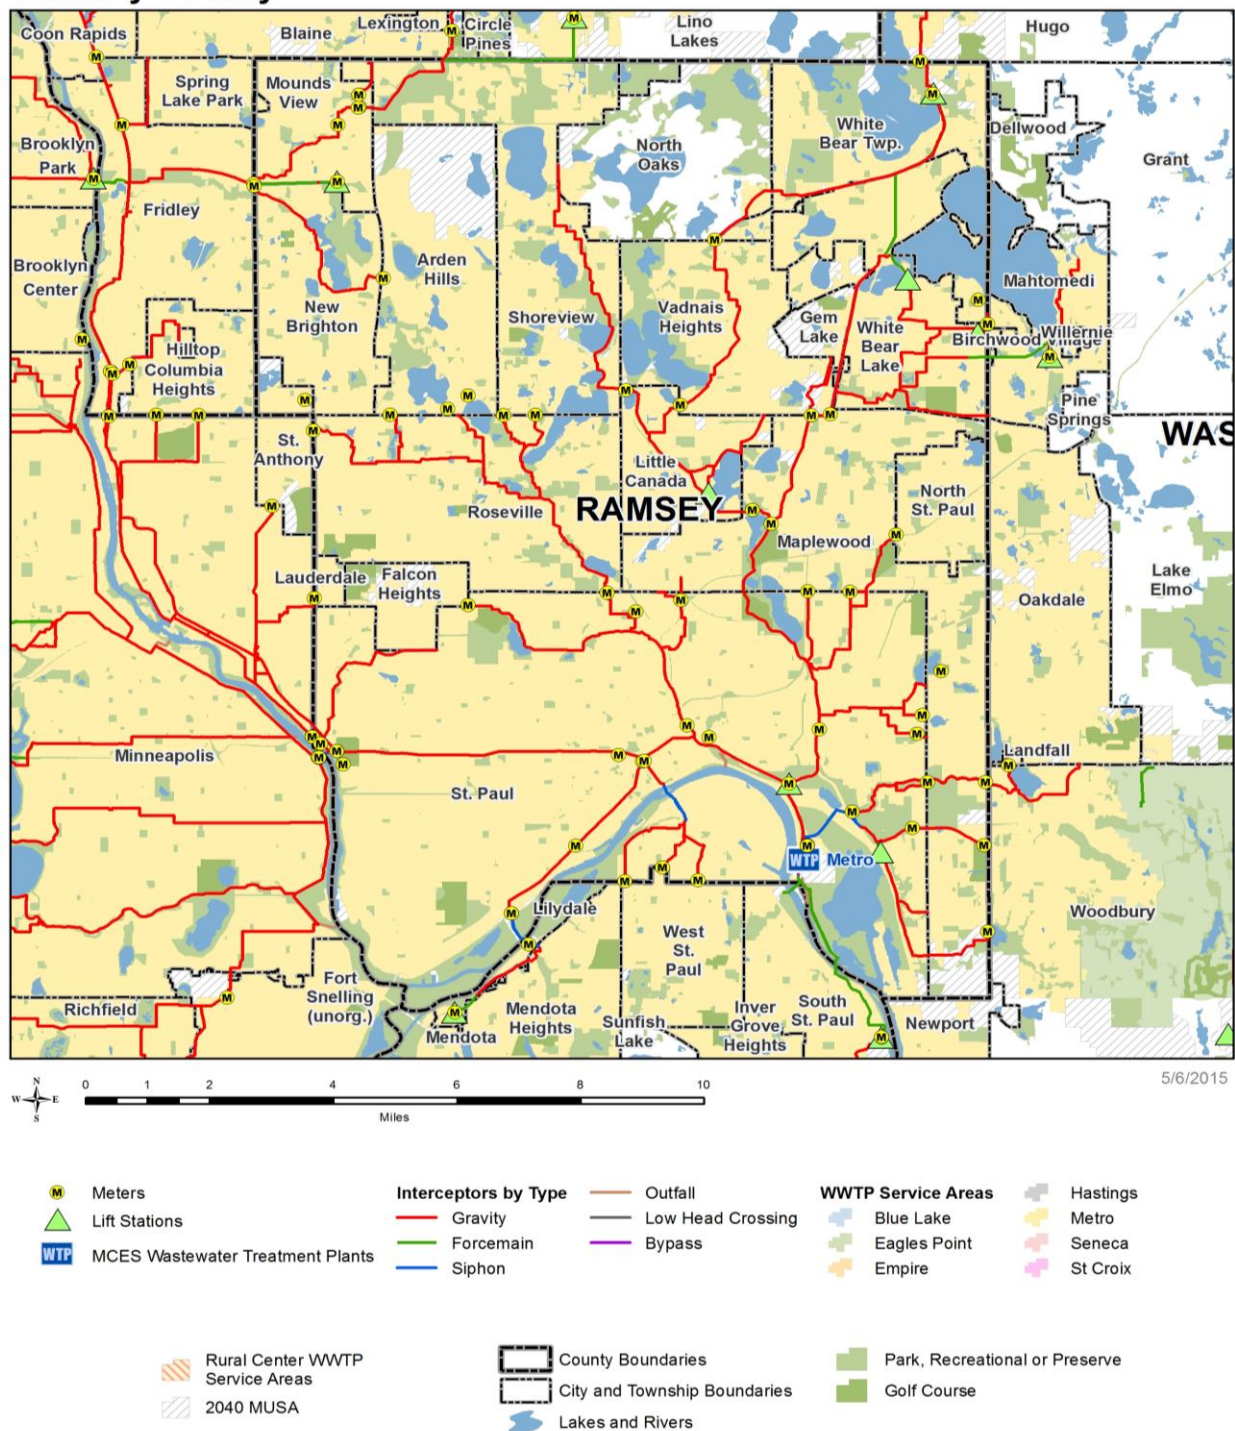 Coon Rapids
Blaine
Lexington
Circle
Pines
Lino
Lakes
Hugo
Spring
Lake Park
Mounds
View
Brooklyn
Park
North
Oaks
White
Bear Twp.
Dellwood
Grant
Fridley
Brooklyn
Center
Arden
Hills
New
Brighton
Shoreview
Vadnais
Heights
Gem
Lake
White
Bear
Lake
Mahtomedi
Birchwood Village
Willernie
Hilltop
Columbia
Heights
Pine
Springs
WAS
St.
Anthony
Little
Canada
RAMSEY
Roseville
North
St. Paul
Maplewood
Lauderdale
Falcon
Heights
Oakdale
Lake
Elmo
Minneapolis
St. Paul
Landfall
WTP Metro
Lilydale
West
St.
Paul
Woodbury
Fort
Snelling
(unorg.)
Richfield
Mendota
Mendota
Heights
Sunfish
Lake
Inver
Grove
Heights
South
St. Paul
Newport
5/6/2015
N
W E
S
0 1 2 4 6 8 10
Miles
M Meters
Lift Stations
WTP MCES Wastewater Treatment Plants
Interceptors by Type
Gravity
Forcemain
Siphon
Outfall
Low Head Crossing
Bypass
WWTP Service Areas
Blue Lake
Eagles Point
Empire
Hastings
Metro
Seneca
St Croix
Rural Center WWTP
Service Areas
2040 MUSA
County Boundaries
City and Township Boundaries
Lakes and Rivers
Park, Recreational or Preserve
Golf Course